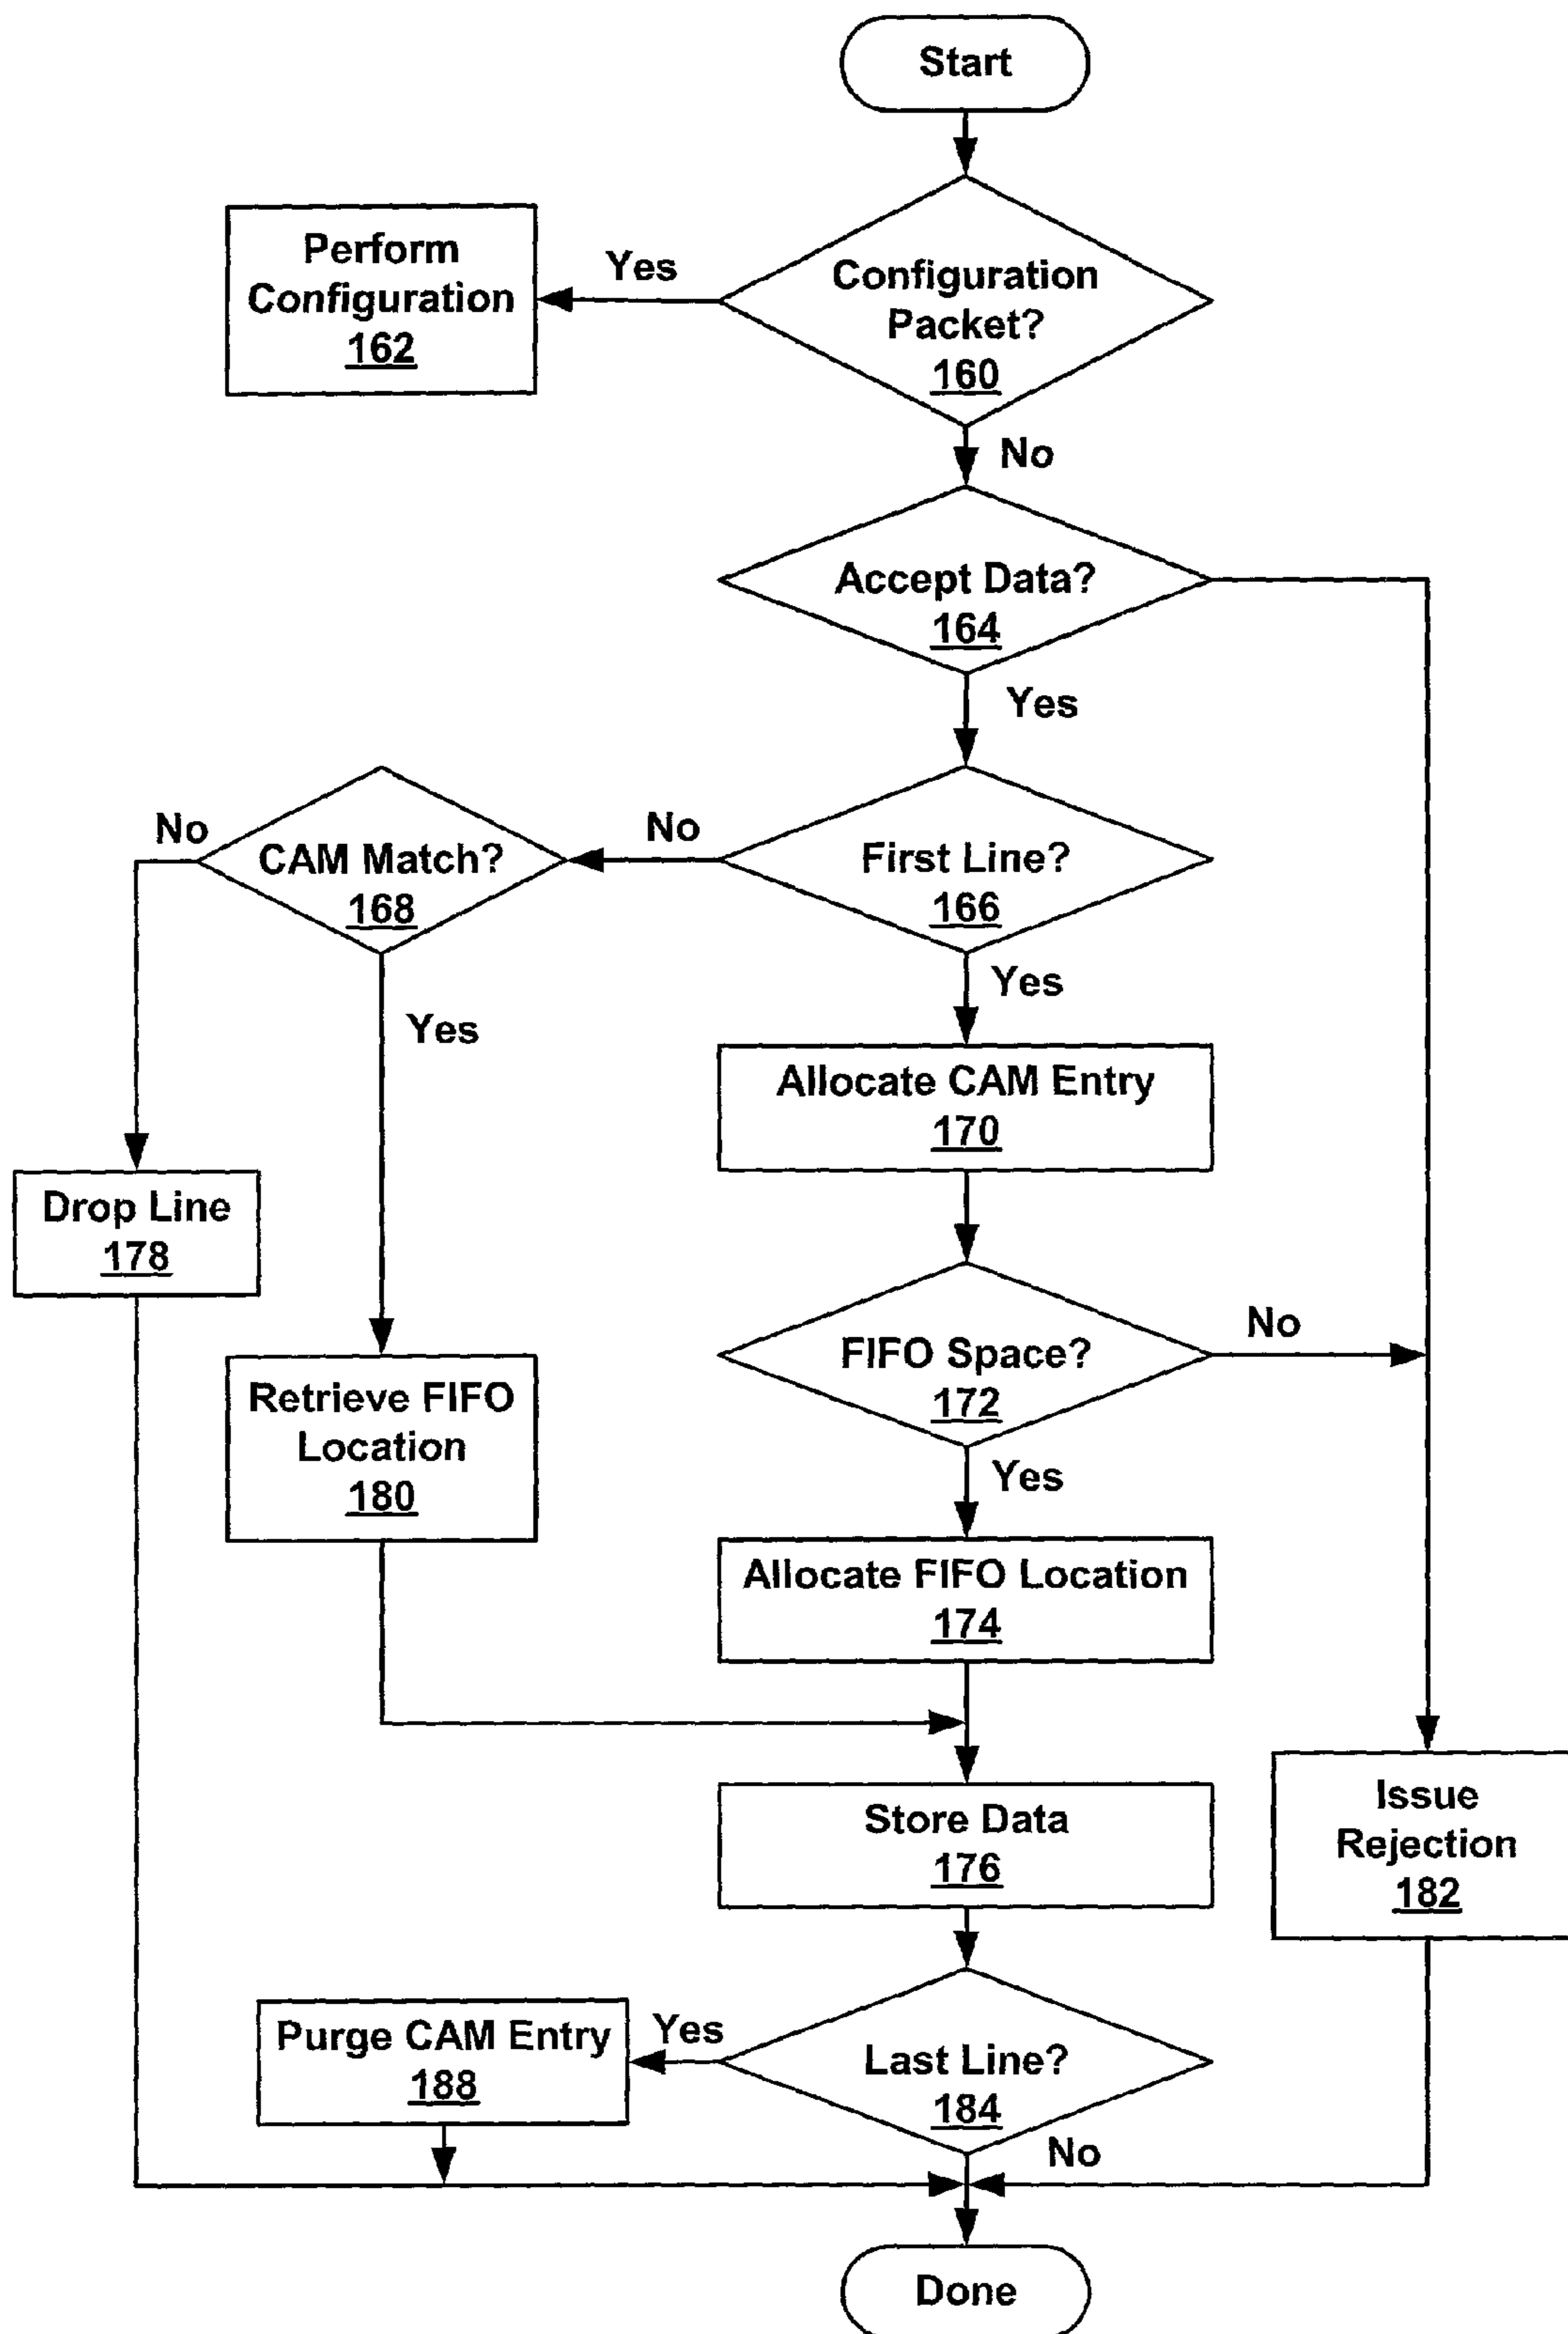 Start
Perform
Configuration
162
Yes
Configuration
Packet?
160
No
Accept Data?
164
Yes
No
CAM Match?
168
No
First Line?
166
Yes
Yes
Allocate CAM Entry
170
Drop Line
178
FIFO Space?
172
No
Retrieve FIFO
Location
180
Yes
Allocate FIFO Location
174
Store Data
176
Issue
Rejection
182
Purge CAM Entry
188
Yes
Last Line?
184
No
Done